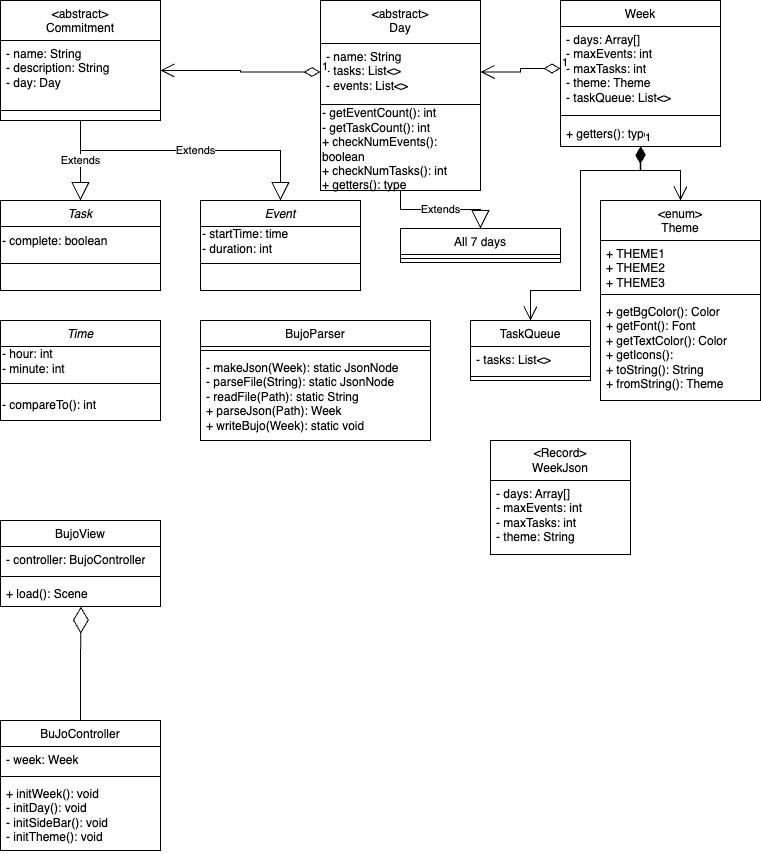 <abstract>
Commitment
- name: String
- description: String
- day: Day
<abstract>
Day
- name: String
- tasks: List<>
- events: List<>
1
- getEventCount(): int
- getTaskCount(): int
+ checkNumEvents():
boolean
+ checkNumTasks(): int
+ getters(): type
Week
- days: Array[]
- maxEvents: int
- maxTasks: int
- theme: Theme
- taskQueue: List<>
1
+ getters(): type
1
Extends
Extends
Extends
Task
- complete: boolean
Event
- startTime: time
- duration: int
All 7 days
<enum>
Theme
+ THEME1
+ THEME2
+ THEME3
+ getBgColor(): Color
+ getFont(): Font
+ getTextColor(): Color
+ getIcons():
+ toString(): String
+ fromString(): Theme
Time
- hour: int
- minute: int
- compareTo(): int
BujoParser
- makeJson(Week): static JsonNode
- parseFile(String): static JsonNode
- readFile(Path): static String
+ parseJson(Path): Week
+ writeBujo(Week): static void
TaskQueue
- tasks: List<>
<Record>
WeekJson
- days: Array[]
- maxEvents: int
- maxTasks: int
- theme: String
BujoView
- controller: BujoController
+ load(): Scene
BuJoController
- week: Week
+ initWeek(): void
- initDay(): void
- initSideBar(): void
- initTheme(): void